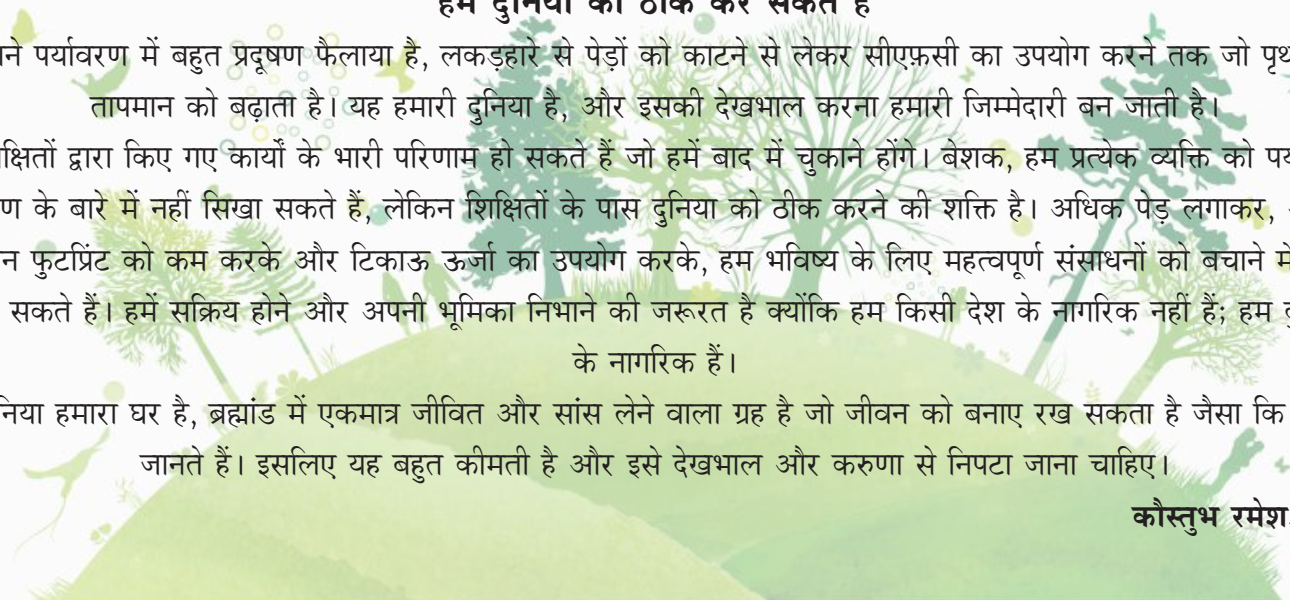 हम दुनिया को ठीक कर सकते हैं
ने पर्यावरण में बहुत प्रदूषण फैलाया है, लकड़हारे से पेड़ों को काटने से लेकर सीएफ़सी का उपयोग करने तक जो पृथ
तापमान को बढ़ाता है। यह हमारी दुनिया है, और इसकी देखभाल करना हमारी जिम्मेदारी बन जाती है।
क्षितों द्वारा किए गए कार्यों के भारी परिणाम हो सकते हैं जो हमें बाद में चुकाने होंगे। बेशक, हम प्रत्येक व्यक्ति को पय
ण के बारे में नहीं सिखा सकते हैं, लेकिन शिक्षितों के पास दुनिया को ठीक करने की शक्ति है। अधिक पेड़ लगाकर,
न फुटप्रिंट को कम करके और टिकाऊ ऊर्जा का उपयोग करके, हम भविष्य के लिए महत्वपूर्ण संसाधनों को बचाने में
सकते हैं। हमें सक्रिय होने और अपनी भूमिका निभाने की जरूरत है क्योंकि हम किसी देश के नागरिक नहीं हैं; हम
के नागरिक हैं।
निया हमारा घर है, ब्रह्मांड में एकमात्र जीवित और सांस लेने वाला ग्रह है जो जीवन को बनाए रख सकता है जैसा कि
जानते हैं। इसलिए यह बहुत कीमती है और इसे देखभाल और करुणा से निपटा जाना चाहिए।
कौस्तुभ रमेश